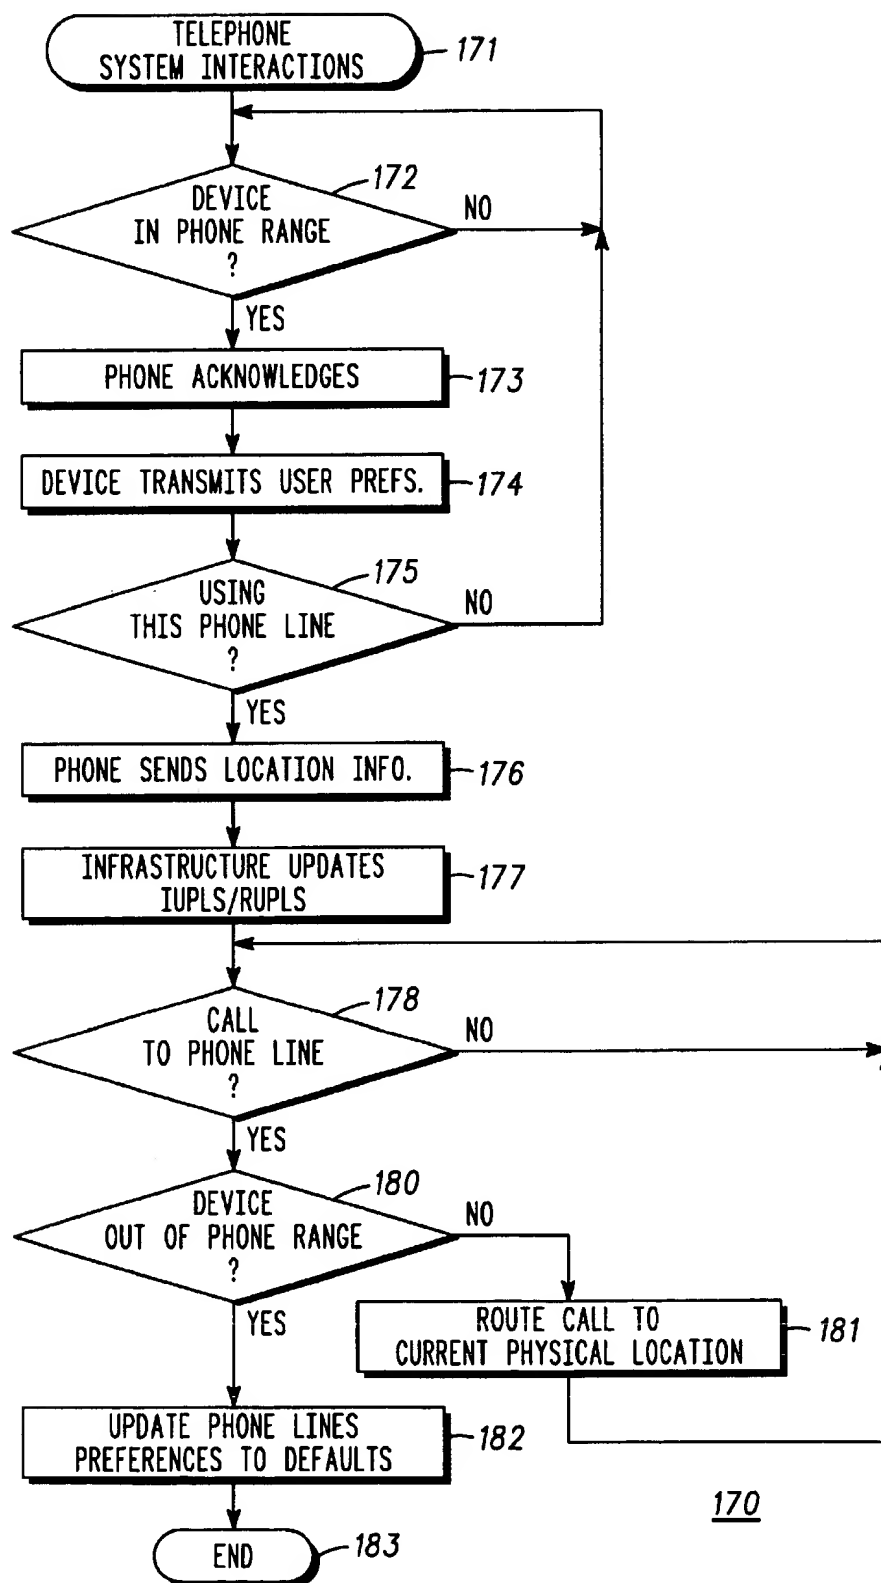 TELEPHONE
SYSTEM INTERACTIONS
171
DEVICE
IN PHONE RANGE
?
172
NO
YES
PHONE ACKNOWLEDGES
173
DEVICE TRANSMITS USER PREFS.
174
USING
THIS PHONE LINE
?
175
NO
YES
PHONE SENDS LOCATION INFO.
176
INFRASTRUCTURE UPDATES
IUPLS/RUPLS
177
CALL
TO PHONE LINE
?
178
NO
YES
DEVICE
OUT OF PHONE RANGE
?
180
NO
YES
ROUTE CALL TO
CURRENT PHYSICAL LOCATION
181
UPDATE PHONE LINES
PREFERENCES TO DEFAULTS
182
170
END
183